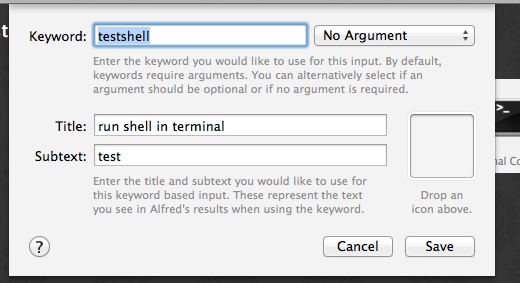 Keyword: testshell No Argument
Enter the keyword you would like to use for this input. By default,
keywords require arguments. You can alternatively select if an
argument should be optional or if no argument is required.
>_
Title: run shell in terminal
Subtext: test
nal Co
Enter the title and subtext you would like to use for
this keyword based input. These represent the text
you see in Alfred's results when using the keyword.
Drop an
icon above.
? Cancel Save